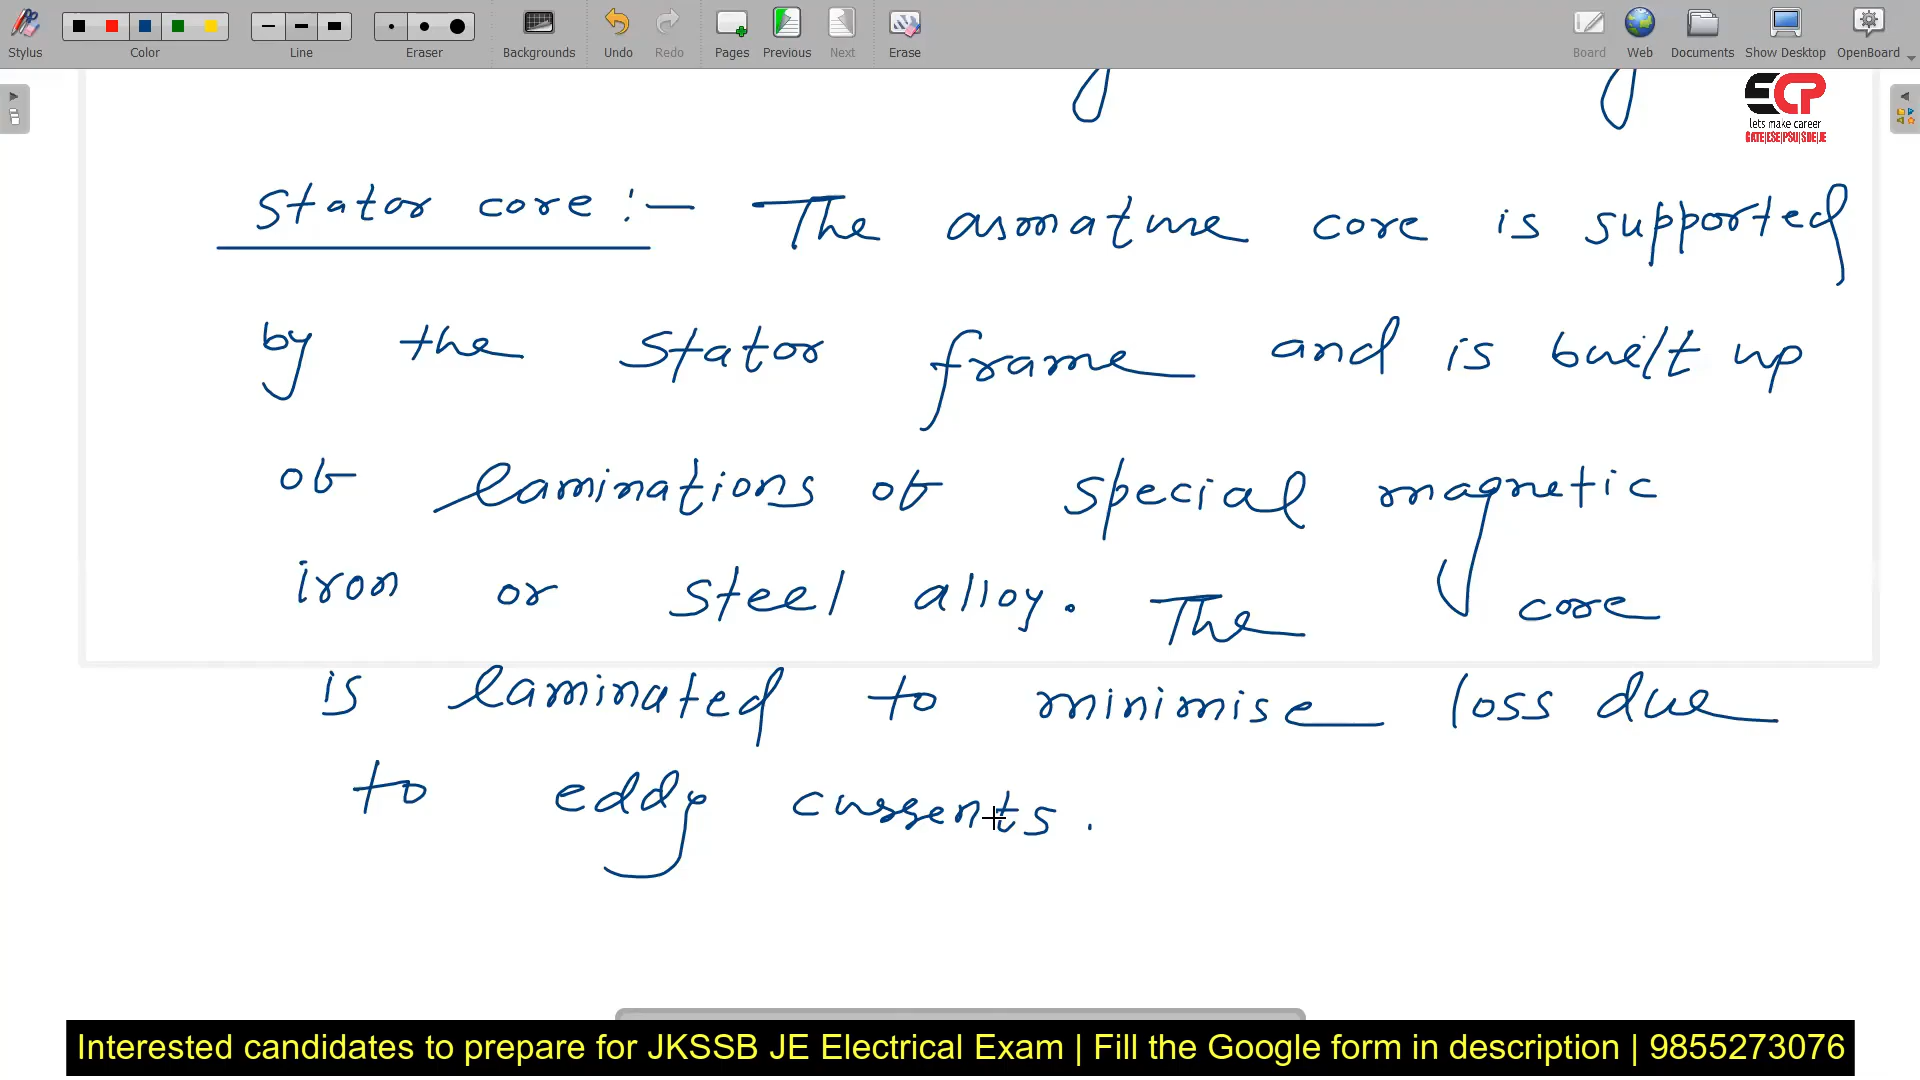 Stylus Color Line Eraser Backgrounds Undo Redo Pages Previous Next Erase Board Web Documents Show Desktop OpenBoard
ECP
lets make career
GATE|ESE|PSU|SDE|JE
Stator core :- The armature core is supported
by the stator frame and is built up
of laminations of special magnetic
iron or steel alloy. The core
is laminated to minimise loss due
to eddy currents.
Interested candidates to prepare for JKSSB JE Electrical Exam | Fill the Google form in description | 9855273076